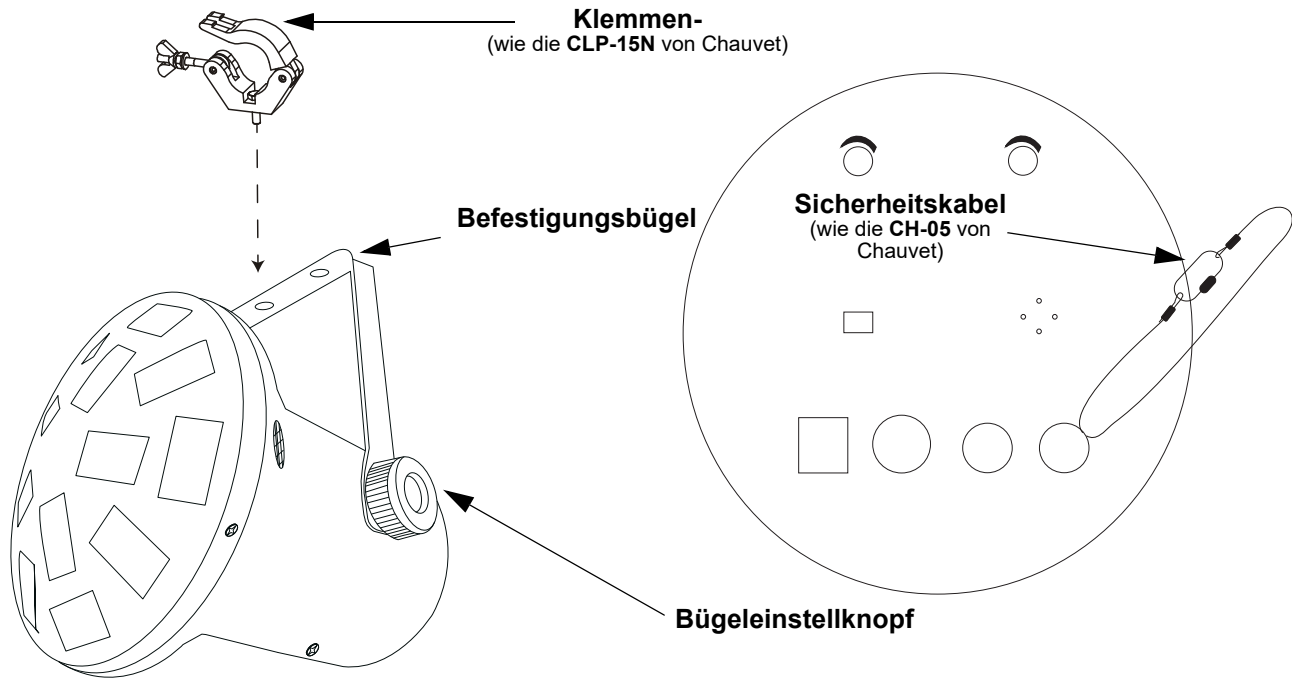 Klemmen-
(wie die CLP-15N von Chauvet)
Befestigungsbügel
Sicherheitskabel
(wie die CH-05 von
Chauvet)
Bügeleinstellknopf